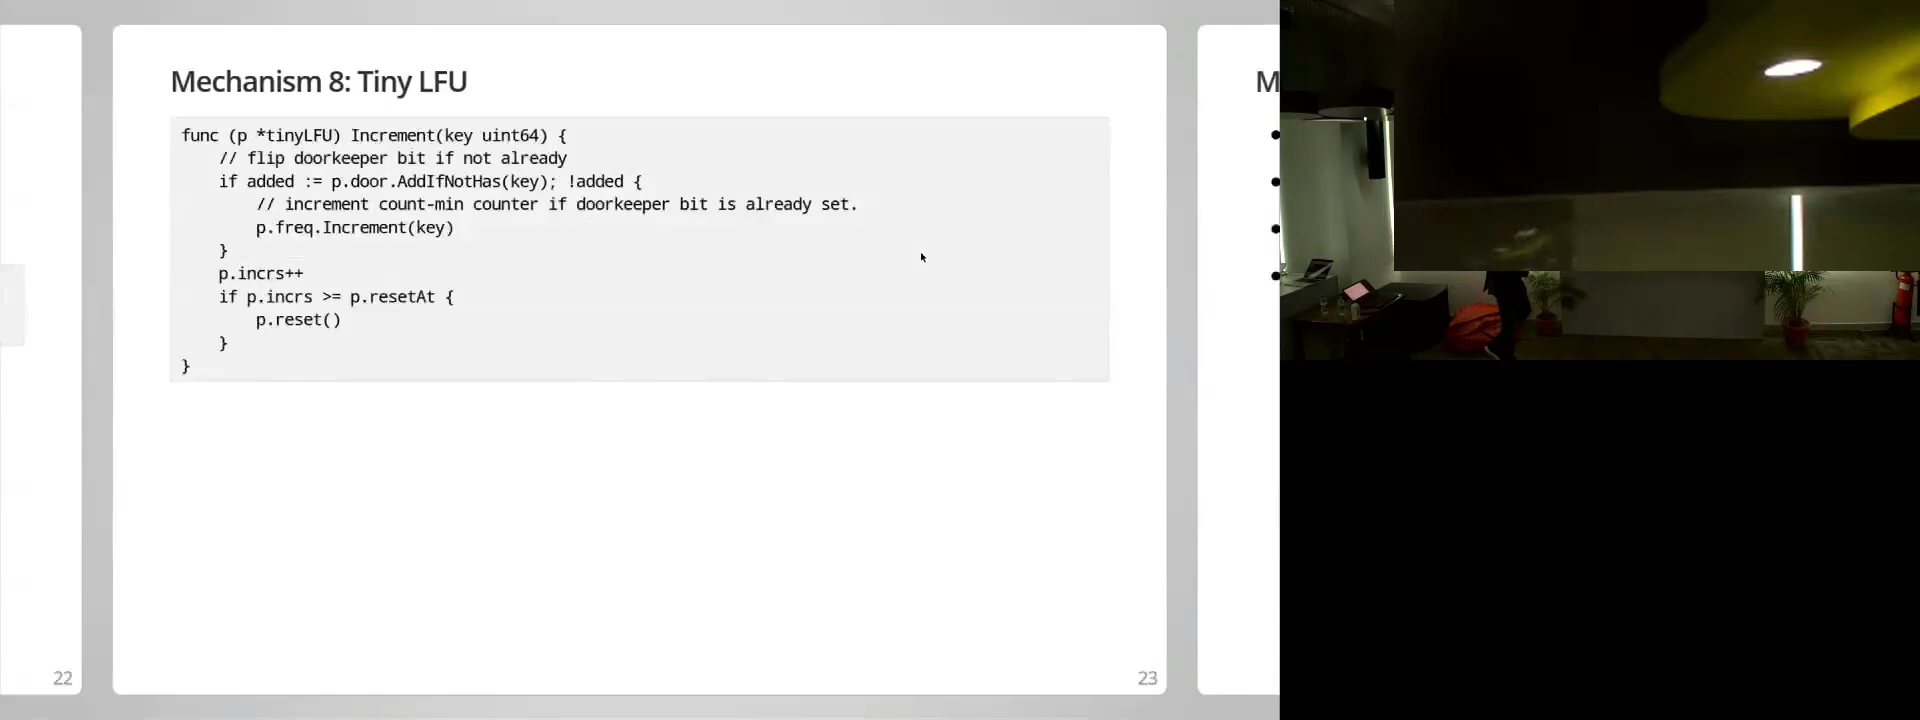 Mechanism 8: Tiny LFU
func (p *tinyLFU) Increment(key uint64) {
// flip doorkeeper bit if not already
if added := p.door.AddIfNotHas(key); !added {
// increment count-min counter if doorkeeper bit is already set.
p.freq.Increment(key)
}
p.incrs++
if p.incrs >= p.resetAt {
p.reset()
}
}
22
23
M